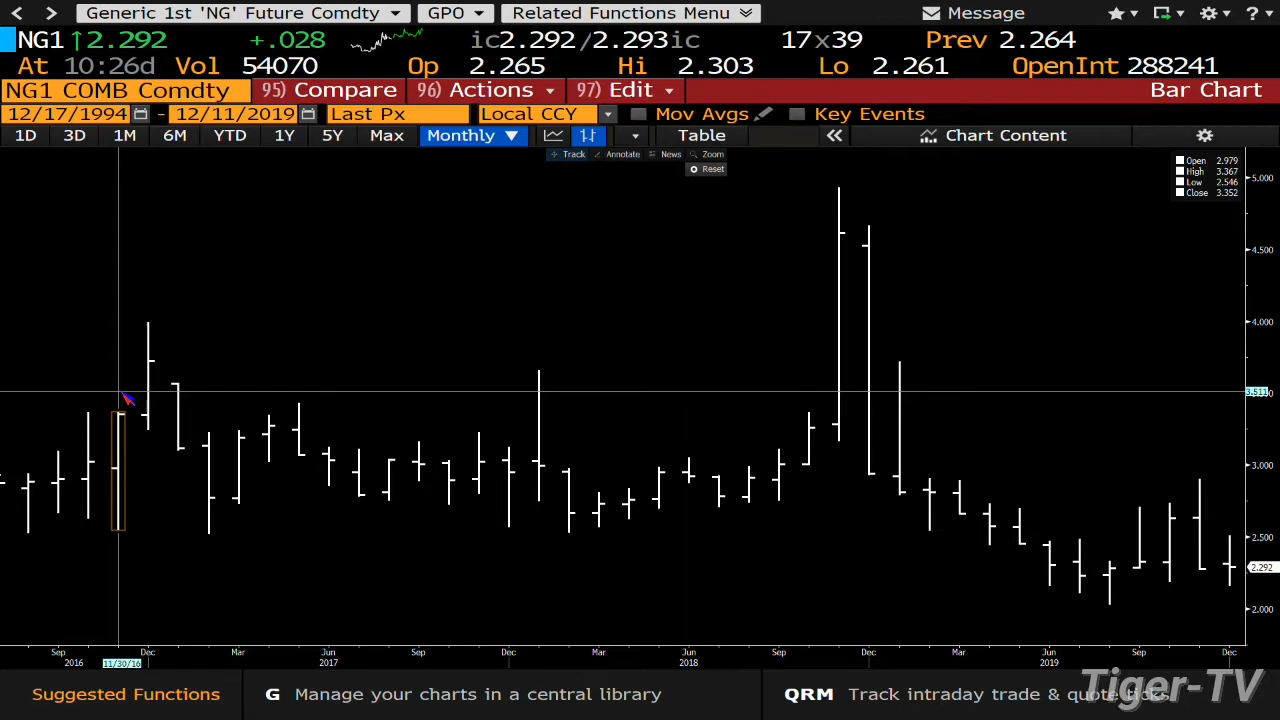 Generic 1st 'NG' Future Comdty GPO Related Functions Menu Message ?
NG1 ↑2.292 +.028 ic2.292/2.293ic 17x39 Prev 2.264
At 10:26d Vol 54070 Op 2.265 Hi 2.303 Lo 2.261 OpenInt 288241
NG1 COMB Comdty 95) Compare 96) Actions 97) Edit Bar Chart
12/17/1994 - 12/11/2019 Last Px Local CCY Mov Avgs Key Events
1D 3D 1M 6M YTD 1Y 5Y Max Monthly ▼ Table « Chart Content
Track Annotate News Zoom
Reset
Open 2.979
High 3.367
Low 2.546
Close 3.352
5.000
4.500
4.000
3.511
3.000
2.500
2.292
2.000
Sep Dec Mar Jun Sep Dec Mar Jun Sep Dec Mar Jun Sep Dec
2016 11/30/16 2017 2018 2019
Suggested Functions G Manage your charts in a central library QRM Track intraday trade & quote ticks
Tiger-TV